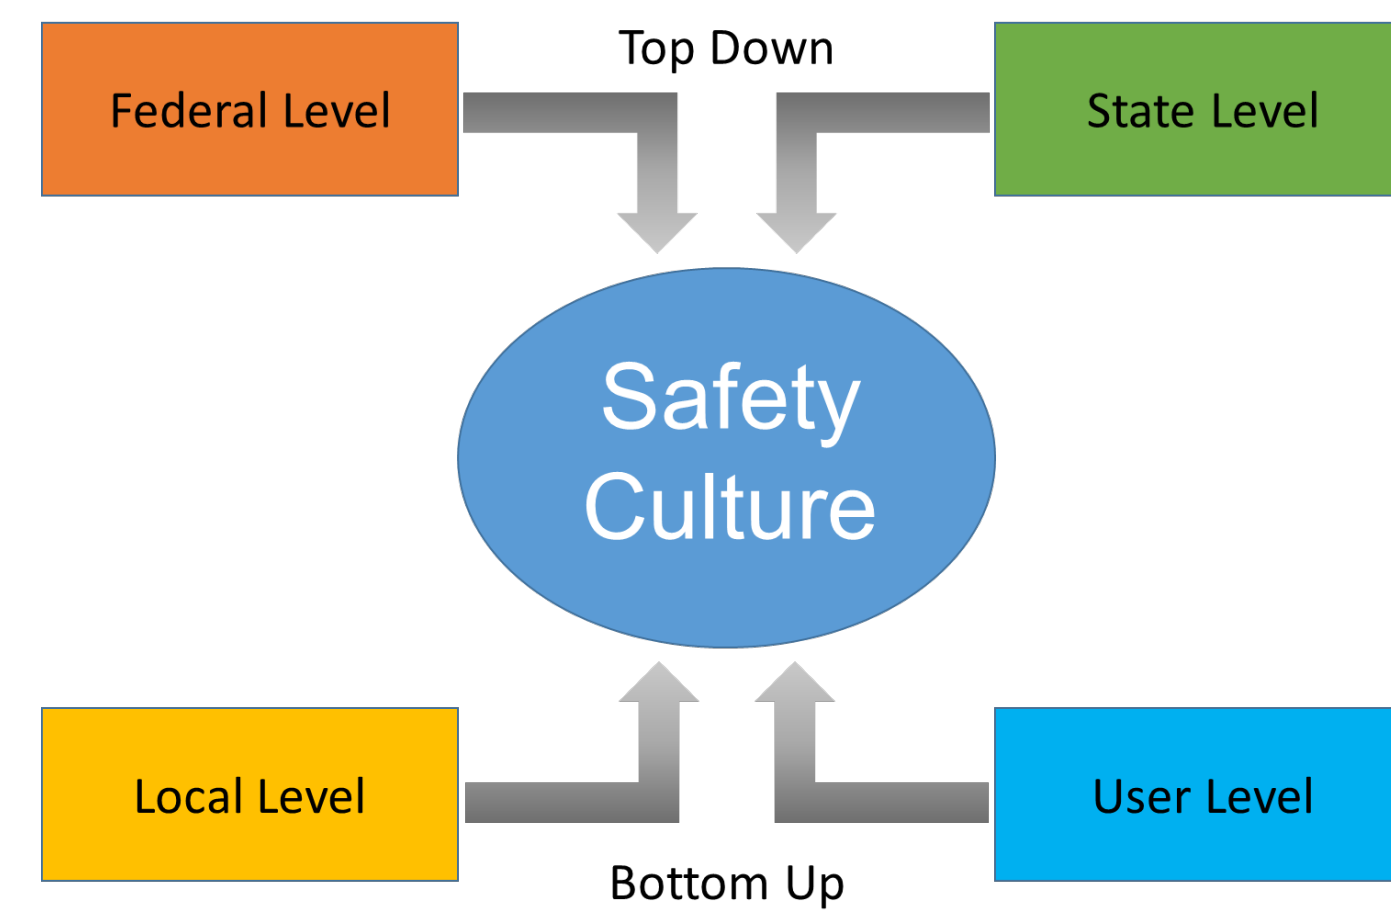 Top Down
Federal Level
State Level
Safety
Culture
Local Level
User Level
Bottom Up